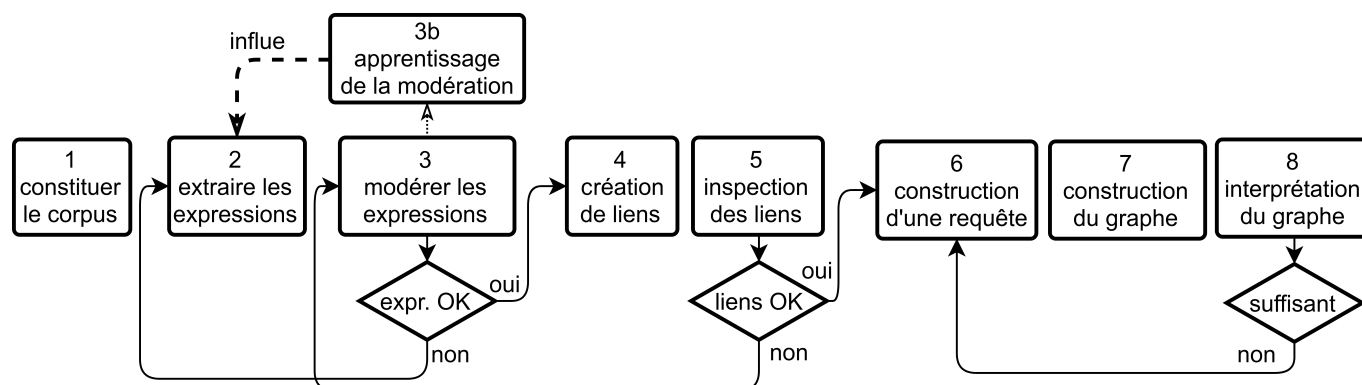 influe
3b
apprentissage
de la modération
1
constituer
le corpus
2
extraire les
expressions
3
modérer les
expressions
4
création
de liens
5
inspection
des liens
6
construction
d'une requête
7
construction
du graphe
8
interprétation
du graphe
expr. OK
oui
non
liens OK
oui
non
suffisant
non